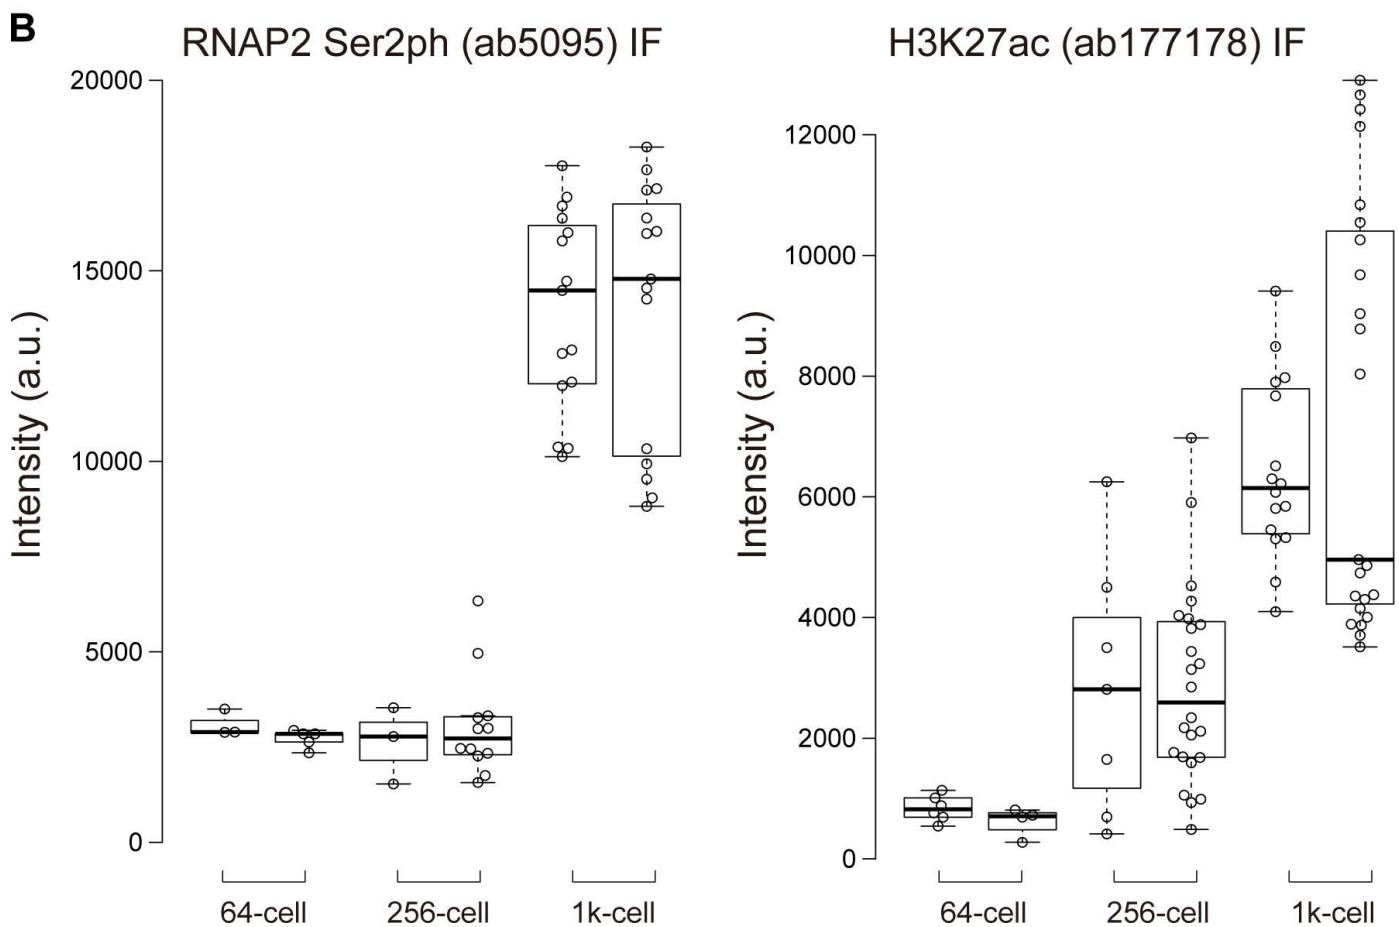 B
RNAP2 Ser2ph (ab5095) IF
Intensity (a.u.)
20000
15000
10000
5000
0
64-cell
256-cell
1k-cell
H3K27ac (ab177178) IF
Intensity (a.u.)
12000
10000
8000
6000
4000
2000
0
64-cell
256-cell
1k-cell